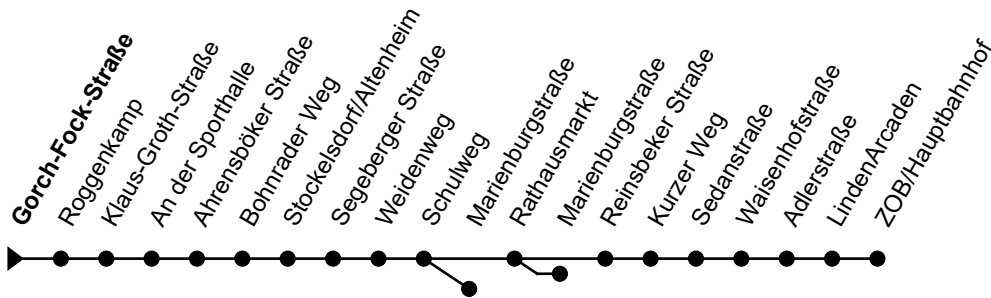 Gorch-Fock-Straße
Roggenkamp
Klaus-Groth-Straße
An der Sporthalle
Ahrensböker Straße
Bohnrader Weg
Stockelsdorf/Altenheim
Segeberger Straße
Weidenweg
Schulweg
Marienburgstraße
Rathausmarkt
Marienburgstraße
Reinsbeker Straße
Kurzer Weg
Sedanstraße
Waisenhofstraße
Adlerstraße
LindenArcaden
ZOB/Hauptbahnhof